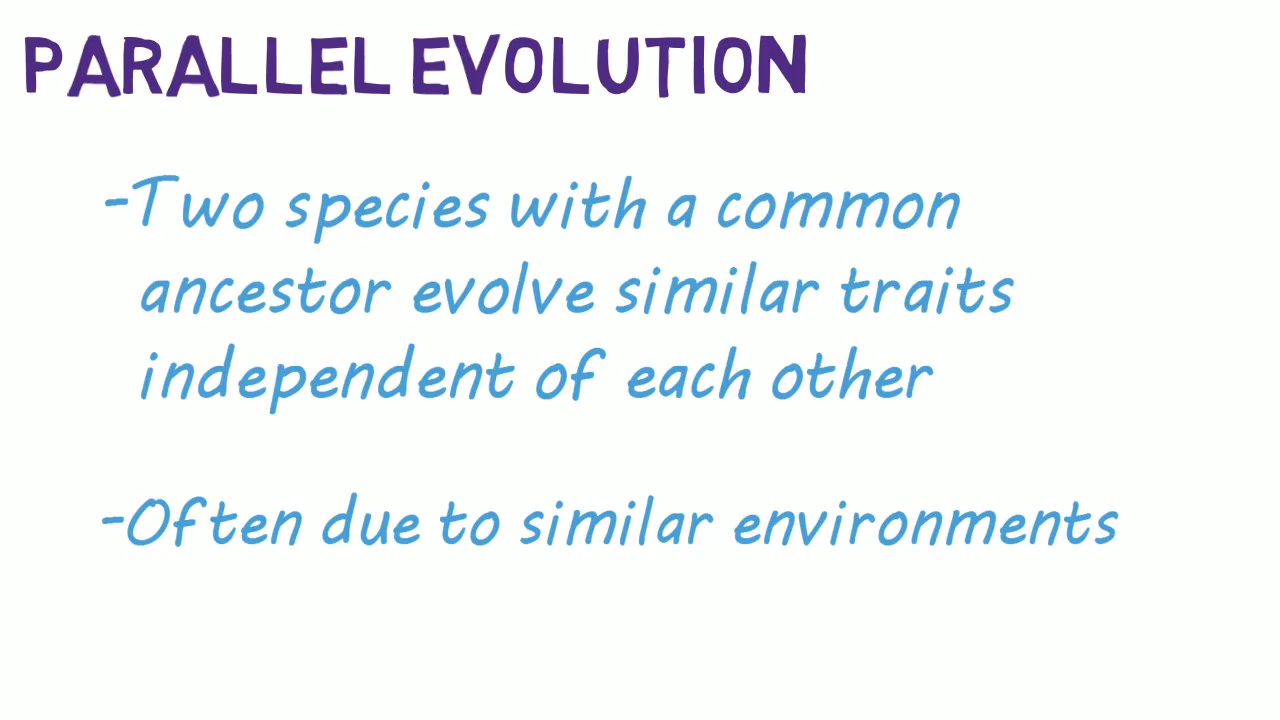 PARALLEL EVOLUTION
-Two species with a common
ancestor evolve similar traits
independent of each other
-Often due to similar environments